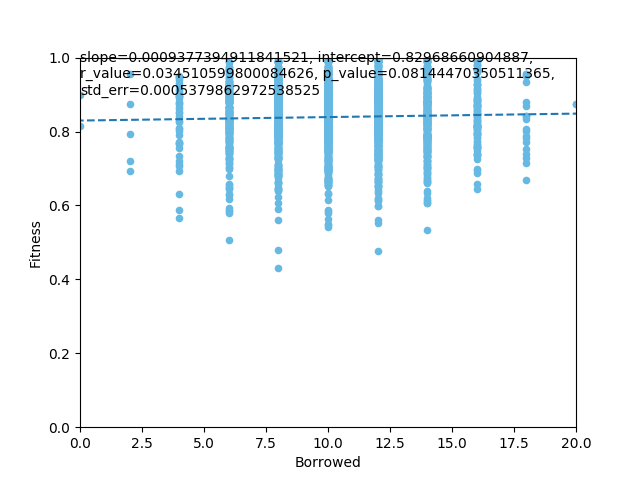 slope=0.0009377394911841521, intercept=0.82968660904887,
r_value=0.034510599800084626, p_value=0.08144470350511365,
std_err=0.0005379862972538525
1.0
0.8
0.6
0.4
0.2
0.0
Fitness
0.0 2.5 5.0 7.5 10.0 12.5 15.0 17.5 20.0
Borrowed